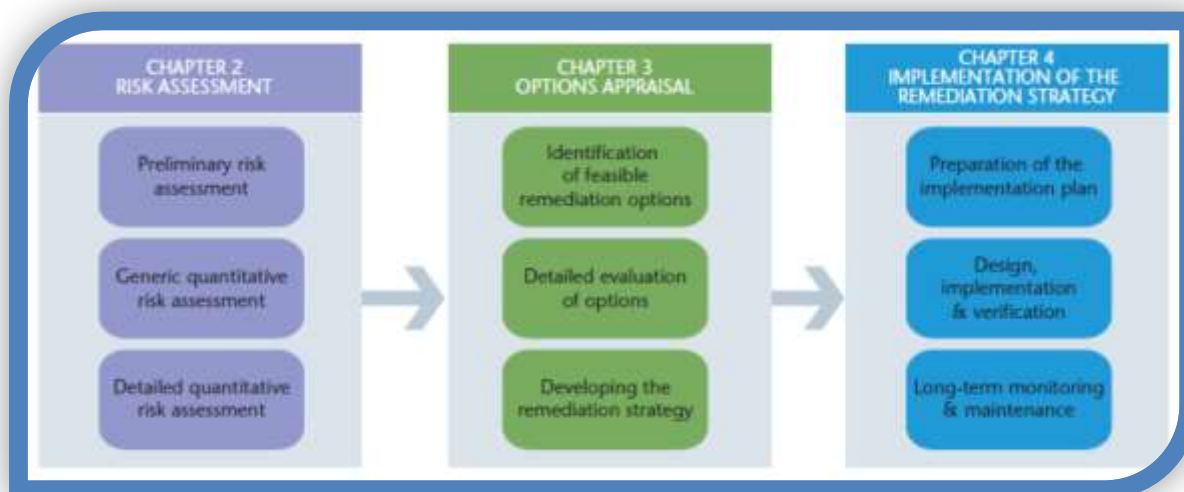 CHAPTER 2
RISK ASSESSMENT
Preliminary risk
assessment
Generic quantitative
risk assessment
Detailed quantitative
risk assessment
CHAPTER 3
OPTIONS APPRAISAL
Identification
of feasible
remediation options
Detailed evaluation
of options
Developing the
remediation strategy
CHAPTER 4
IMPLEMENTATION OF THE
REMEDIATION STRATEGY
Preparation of the
implementation plan
Design,
implementation
& verification
Long-term monitoring
& maintenance